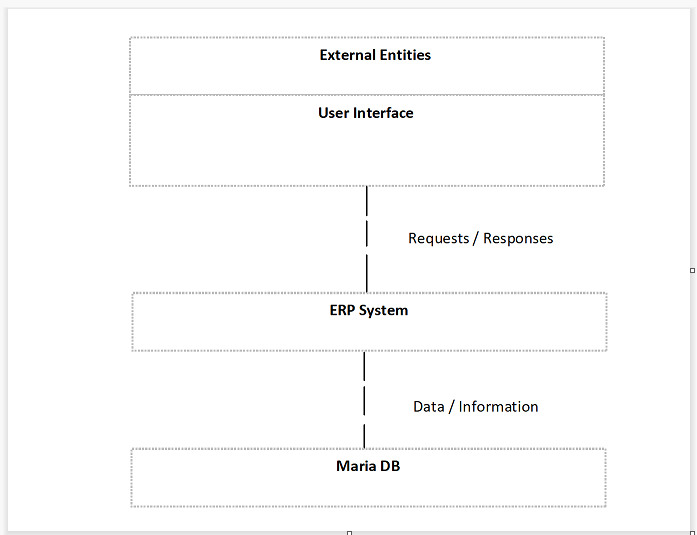 External Entities
User Interface
Requests / Responses
ERP System
Data / Information
Maria DB